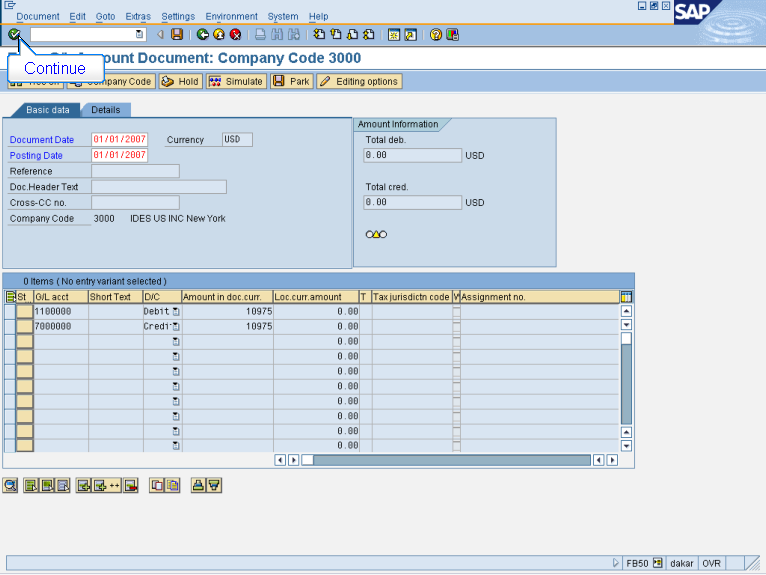 Document Edit Goto Extras Settings Environment System Help
SAP
ount Document: Company Code 3000
Continue
Company Code Hold Simulate Park Editing options
Basic data Details
Document Date 01/01/2007 Currency USD
Posting Date 01/01/2007
Reference
Doc.Header Text
Cross-CC no.
Company Code 3000 IDES US INC New York
Amount Information
Total deb.
0.00 USD
Total cred.
0.00 USD
0 Items ( No entry variant selected )
St G/L acct Short Text D/C Amount in doc.curr. Loc.curr.amount T Tax jurisdictn code V Assignment no.
1100000 Debit 10975 0.00
7000000 Credi 10975 0.00
0.00
0.00
0.00
0.00
0.00
0.00
0.00
0.00
FB50 dakar OVR